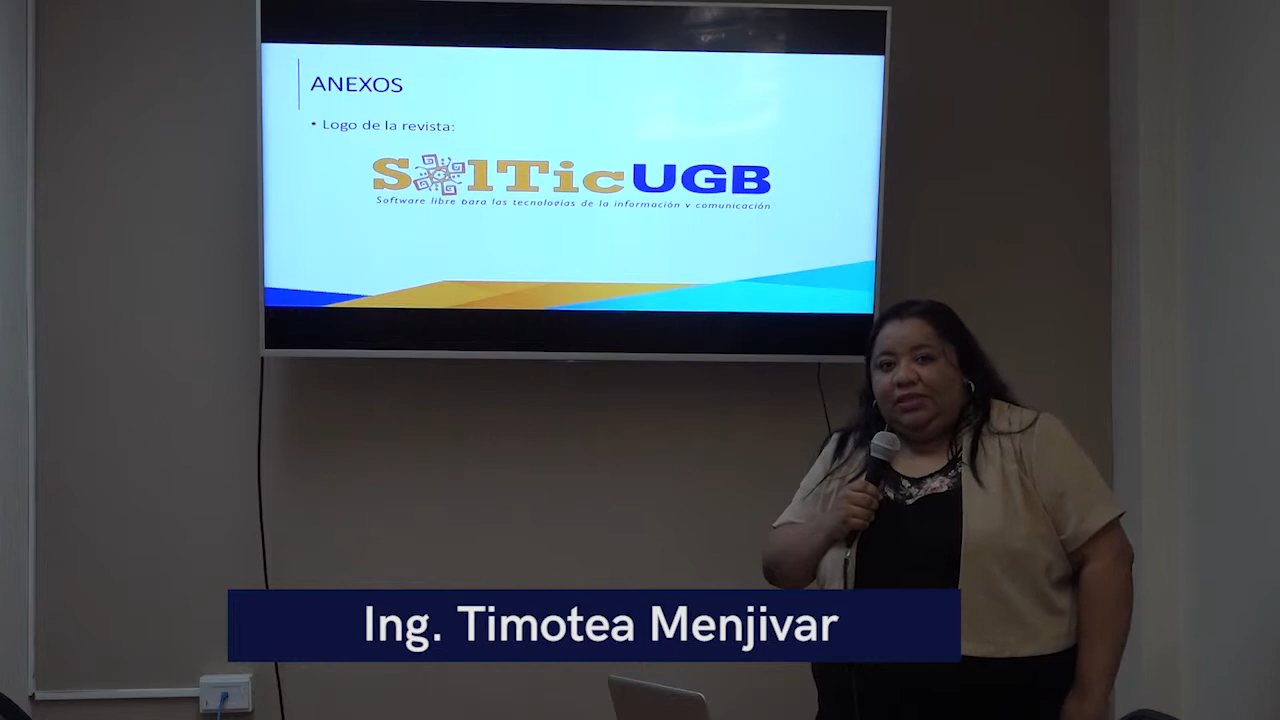 ANEXOS
• Logo de la revista:
SolTicUGB
Software libre para las tecnologías de la información y comunicación
Ing. Timotea Menjivar